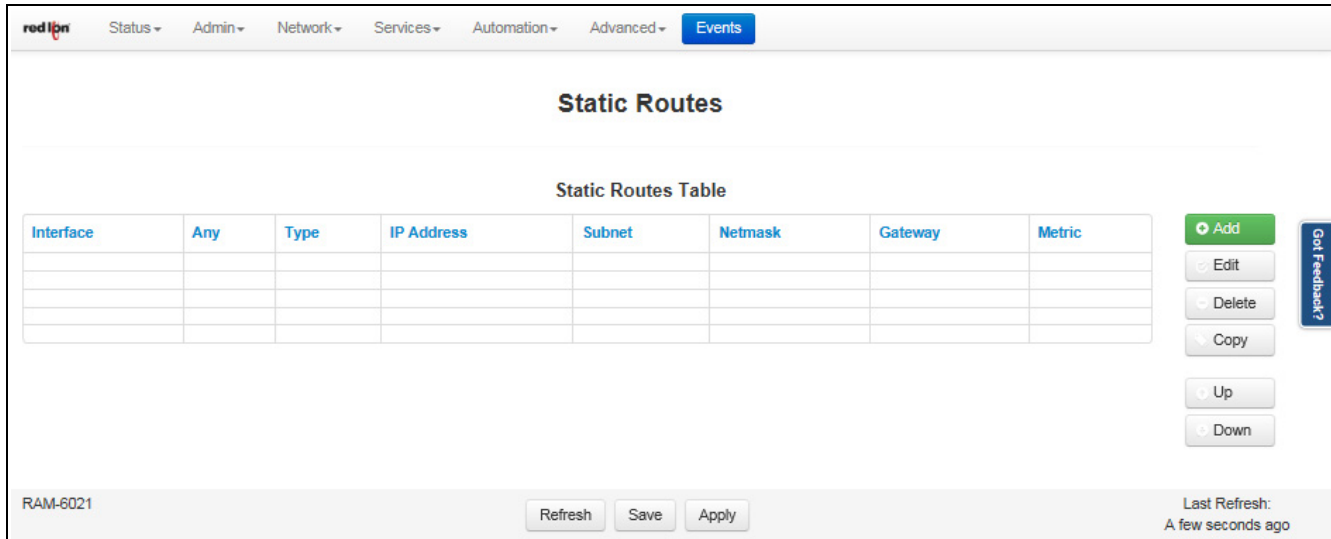 red lion Status Admin Network Services Automation Advanced Events
Static Routes
Static Routes Table
Interface Any Type IP Address Subnet Netmask Gateway Metric
Add
Edit
Delete
Copy
Up
Down
Got Feedback?
RAM-6021
Refresh Save Apply
Last Refresh:
A few seconds ago